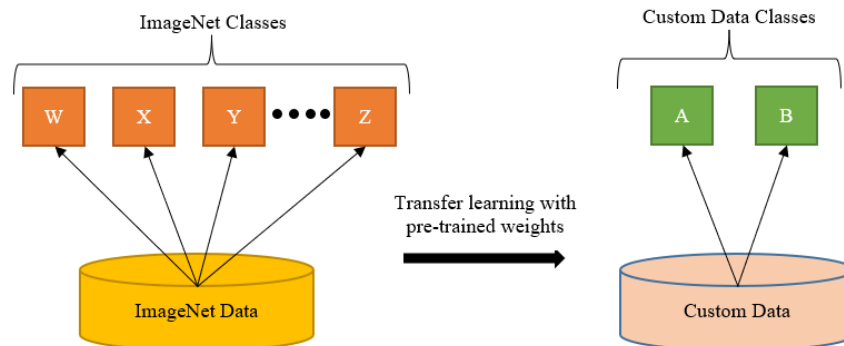 ImageNet Classes
Custom Data Classes
W X Y Z
A B
Transfer learning with
pre-trained weights
ImageNet Data
Custom Data